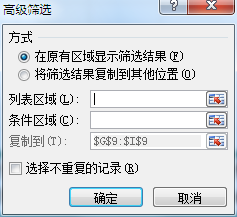 高级筛选
方式
在原有区域显示筛选结果(F)
将筛选结果复制到其他位置(O)
列表区域(L):
条件区域(C):
复制到(T): $G$9:$I$9
选择不重复的记录(R)
确定 取消